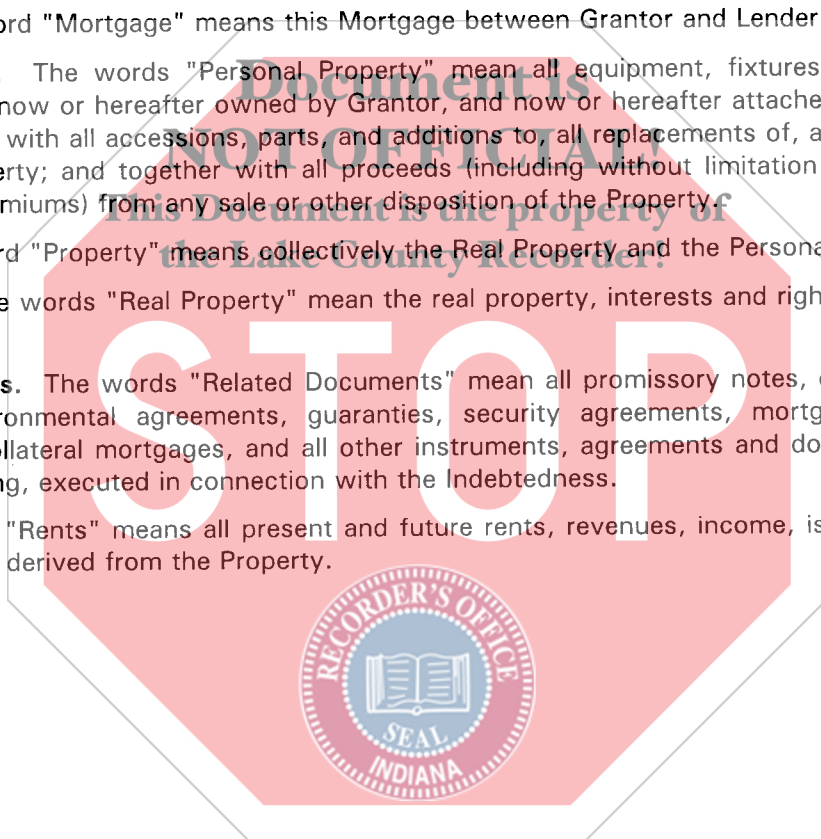 ord "Mortgage" means this Mortgage between Grantor and Lender
Document is
. The words "Personal Property" mean all equipment, fixtures
now or hereafter owned by Grantor, and now or hereafter attache
NOT OFFICIAL!
with all accessions, parts, and additions to, all replacements of, a
erty; and together with all proceeds (including without limitation
miums) from any sale or other disposition of the Property.
This Document is the property of
rd "Property" means collectively the Real Property and the Persona
the Lake County Recorder!
e words "Real Property" mean the real property, interests and righ
STOP
s. The words "Related Documents" mean all promissory notes,
ronmental agreements, guaranties, security agreements, mortg
llateral mortgages, and all other instruments, agreements and do
ng, executed in connection with the Indebtedness.
"Rents" means all present and future rents, revenues, income, is
derived from the Property.
RECORDER'S OFFICE
SEAL
INDIANA